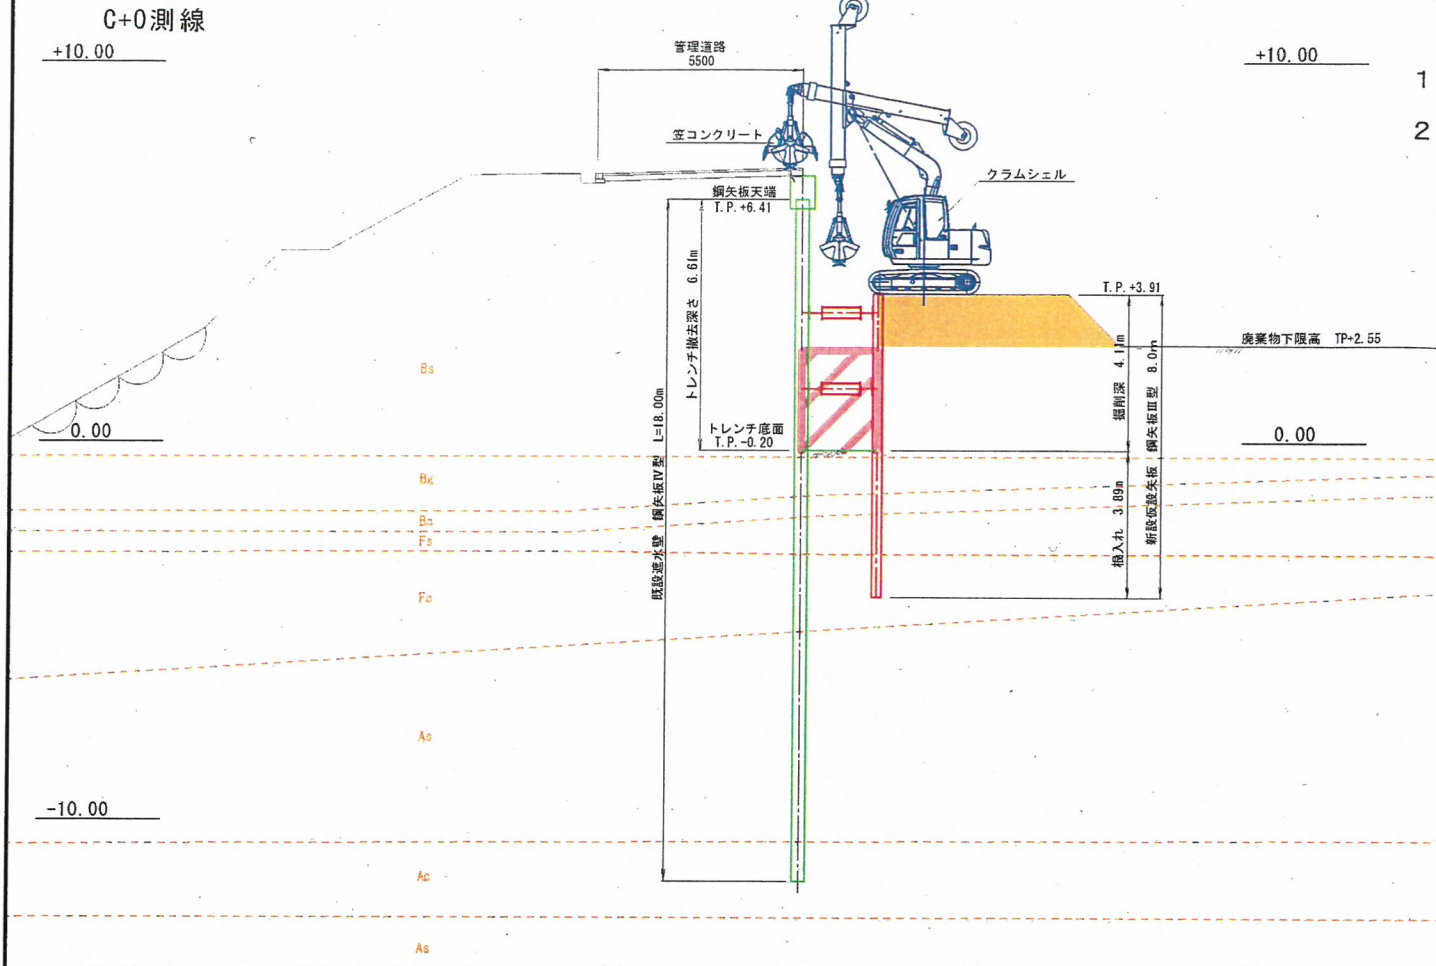 C+0測線
+10.00
管理道路
5500
+10.00
1
2
笠コンクリート
クラムシェル
鋼矢板天端
T.P.+6.41
トレンチ撤去深さ 6.61m
T.P.+3.91
廃棄物下限高 TP+2.55
掘削深 4.11m
新設仮設矢板 鋼矢板Ⅲ型 8.0m
Bs
0.00
トレンチ底面
T.P.-0.20
0.00
既設遮水壁 鋼矢板Ⅳ型 L=18.00m
Bg
Bs
Fs
根入れ 3.89m
Fc
As
-10.00
Ac
As